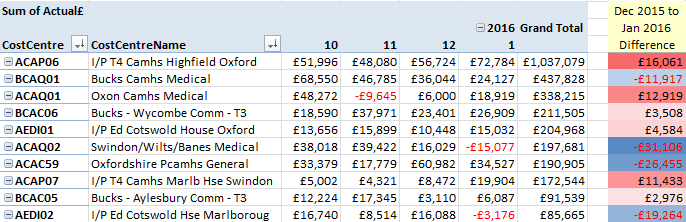 Sum of Actual£ Dec 2015 to
2016 Grand Total Jan 2016
CostCentre CostCentreName 10 11 12 1 Difference
ACAP06 I/P T4 Camhs Highfield Oxford £51,996 £48,080 £56,724 £72,784 £1,037,079 £16,061
BCAQ01 Bucks Camhs Medical £68,550 £46,785 £36,044 £24,127 £437,828 -£11,917
ACAQ01 Oxon Camhs Medical £48,272 -£9,645 £6,000 £18,919 £338,215 £12,919
BCAC06 Bucks - Wycombe Comm - T3 £18,590 £37,971 £23,401 £26,909 £211,505 £3,508
AEDI01 I/P Ed Cotswold House Oxford £13,656 £15,899 £10,448 £15,032 £204,968 £4,584
ACAQ02 Swindon/Wilts/Banes Medical £38,018 £39,422 £16,029 -£15,077 £197,681 -£31,106
ACAC59 Oxfordshire Pcamhs General £33,379 £17,779 £60,982 £34,527 £190,905 -£26,455
ACAP07 I/P T4 Camhs Marlb Hse Swindon £5,002 £4,321 £8,472 £19,904 £172,544 £11,433
BCAC05 Bucks - Aylesbury Comm - T3 £12,224 £17,345 £3,110 £6,087 £91,539 £2,976
AEDI02 I/P Ed Cotswold Hse Marlboroug £16,740 £8,514 £16,088 -£3,176 £85,665 -£19,264